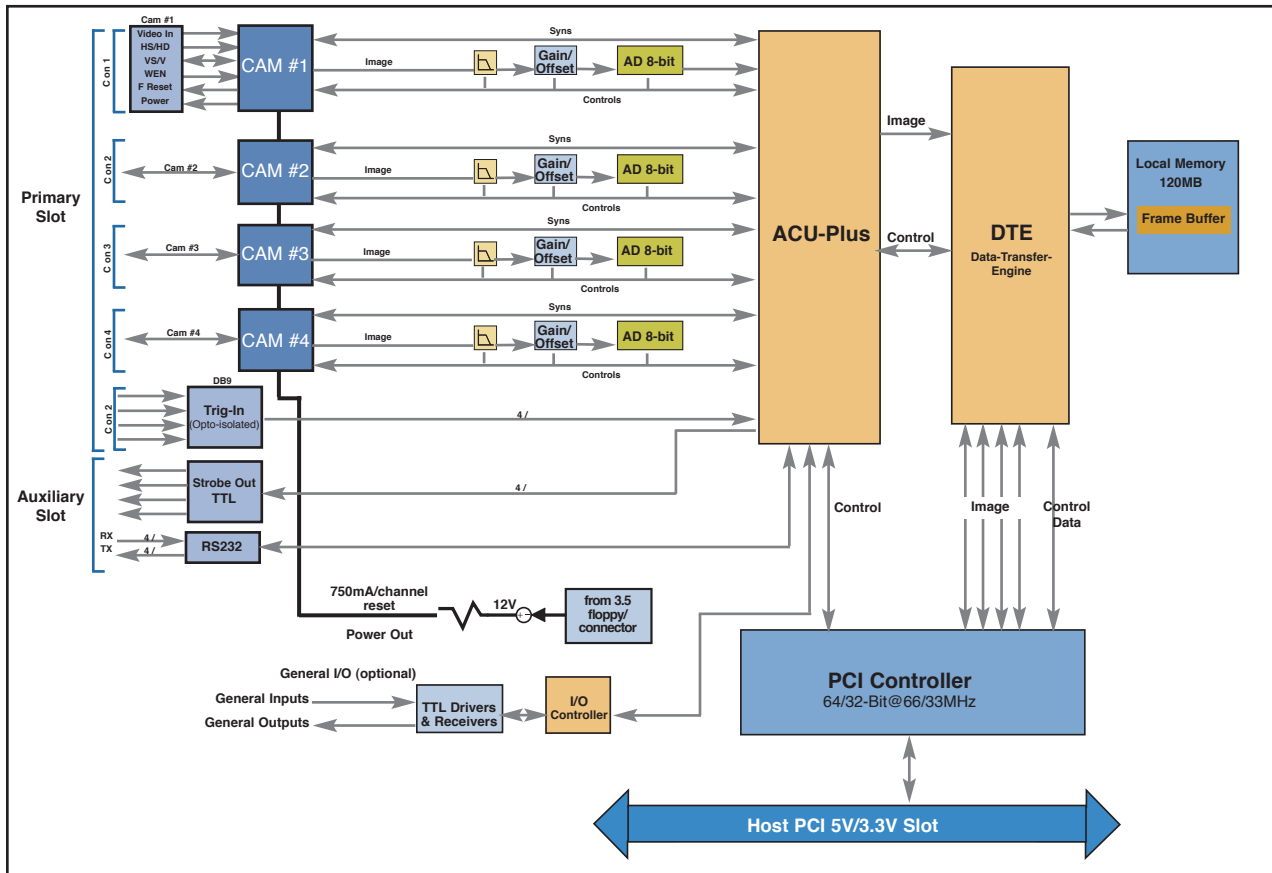 Cam #1
Video In
HS/HD
VS/V
WEN
F Reset
Power
C on 1
CAM #1
Syns
Image
Gain/
Offset
AD 8-bit
Controls
C on 2
Cam #2
CAM #2
Syns
Image
Gain/
Offset
AD 8-bit
Controls
Primary
Slot
C on 3
Cam #3
CAM #3
Syns
Image
Gain/
Offset
AD 8-bit
Controls
C on 4
Cam #4
CAM #4
Syns
Image
Gain/
Offset
AD 8-bit
Controls
ACU-Plus
Image
Control
DTE
Data-Transfer-
Engine
Local Memory
120MB
Frame Buffer
C on 2
DB9
Trig-In
(Opto-isolated)
4 /
Auxiliary
Slot
Strobe Out
TTL
4 /
RX
TX
4 /
4 /
RS232
Control
Image
Control
Data
750mA/channel
reset
Power Out
12V
from 3.5
floppy/
connector
General I/O (optional)
General Inputs
General Outputs
TTL Drivers
& Receivers
I/O
Controller
PCI Controller
64/32-Bit@66/33MHz
Host PCI 5V/3.3V Slot